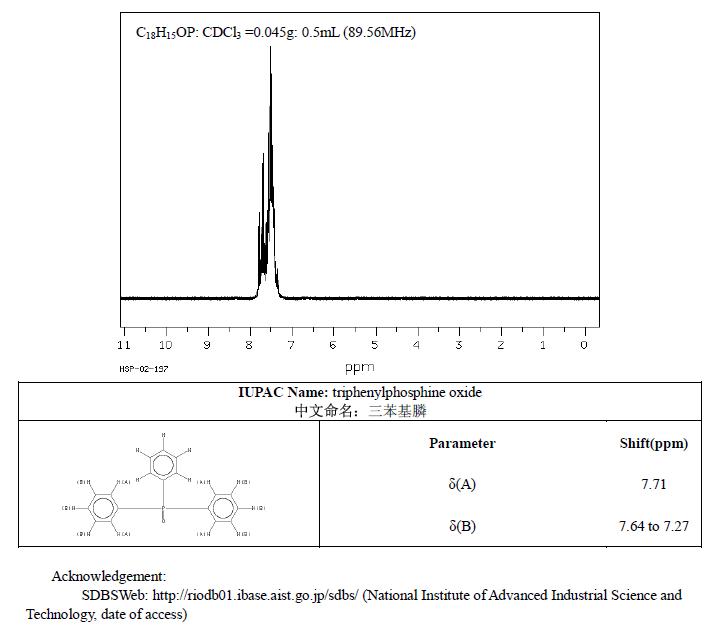 C₁₈H₁₅OP: CDCl₃ =0.045g: 0.5mL (89.56MHz)
11 10 9 8 7 6 5 4 3 2 1 0
HSP-02-197
ppm
IUPAC Name: triphenylphosphine oxide
中文命名：三苯基膦
Parameter Shift(ppm)
δ(A) 7.71
δ(B) 7.64 to 7.27
Acknowledgement:
SDBSWeb: http://riodb01.ibase.aist.go.jp/sdbs/ (National Institute of Advanced Industrial Science and
Technology, date of access)